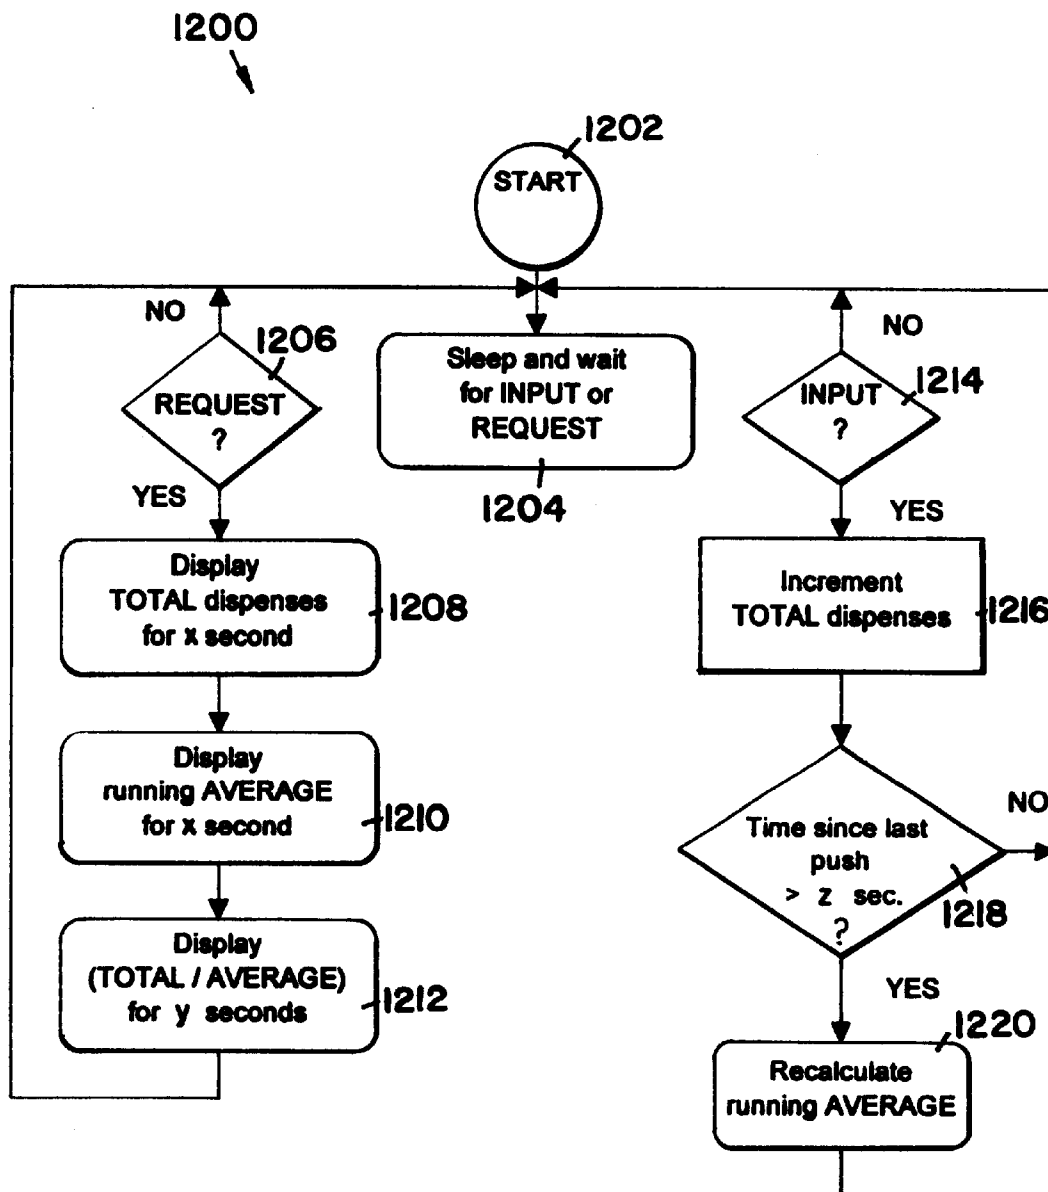 1200
1202
START
NO
1206
REQUEST
?
YES
Sleep and wait
for INPUT or
REQUEST
1204
NO
1214
INPUT
?
YES
Display
TOTAL dispenses
for x second
1208
Display
running AVERAGE
for x second
1210
Display
(TOTAL / AVERAGE)
for y seconds
1212
Increment
TOTAL dispenses
1216
Time since last
push
> z sec.
?
NO
1218
YES
1220
Recalculate
running AVERAGE